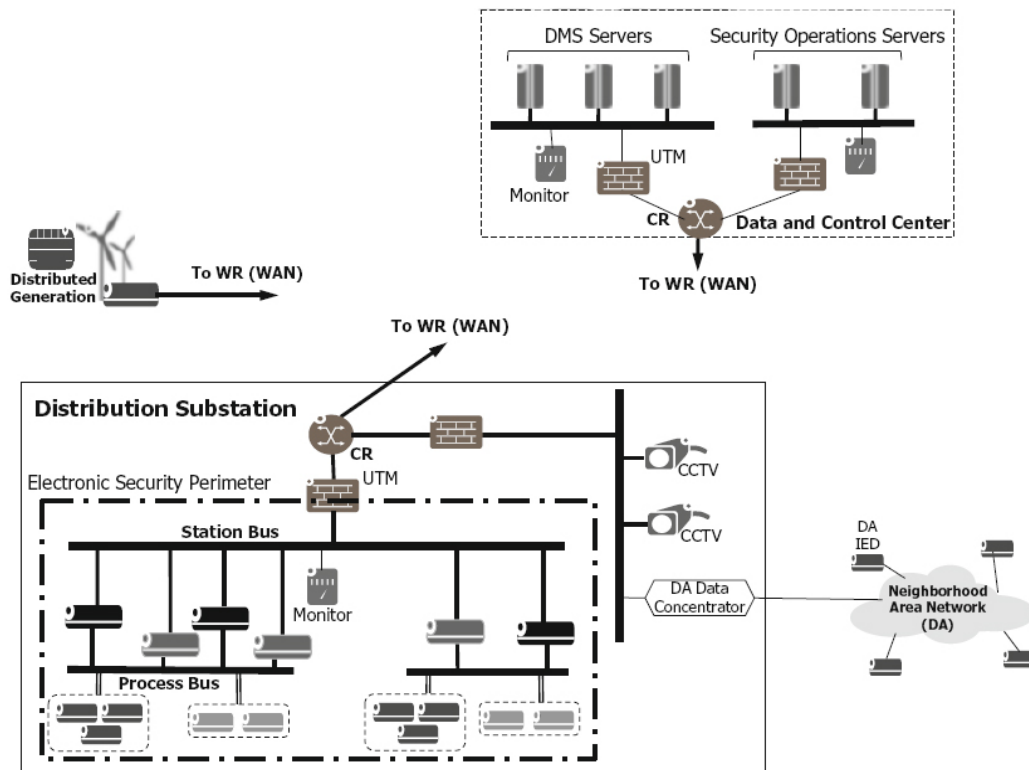 DMS Servers
Security Operations Servers
UTM
Monitor
CR
Data and Control Center
To WR (WAN)
Distributed
Generation
To WR (WAN)
To WR (WAN)
Distribution Substation
CR
UTM
Electronic Security Perimeter
Station Bus
Monitor
Process Bus
CCTV
CCTV
DA Data
Concentrator
DA
IED
Neighborhood
Area Network
(DA)